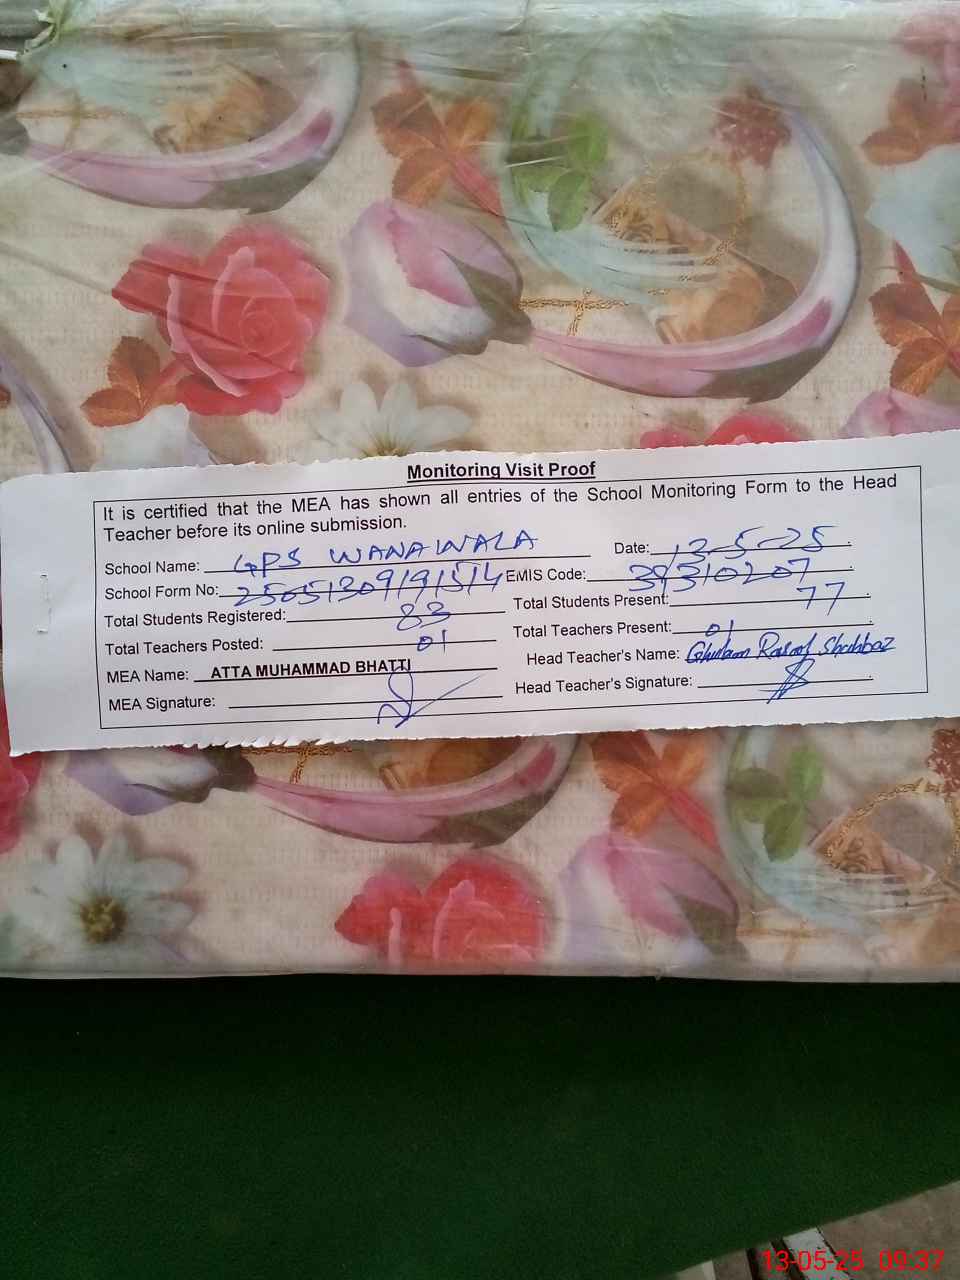 Monitoring Visit Proof
It is certified that the MEA has shown all entries of the School Monitoring Form to the Head
Teacher before its online submission.
School Name: GPS WANAWALA Date: 13-5-25.
School Form No: 25051309191514 EMIS Code: 39310207.
Total Students Registered: 83 Total Students Present: 77.
Total Teachers Posted: 01 Total Teachers Present: 01.
MEA Name: ATTA MUHAMMAD BHATTI Head Teacher's Name: Ghulam Rasool Shahbaz
MEA Signature: Head Teacher's Signature: .
13-05-25 09:37